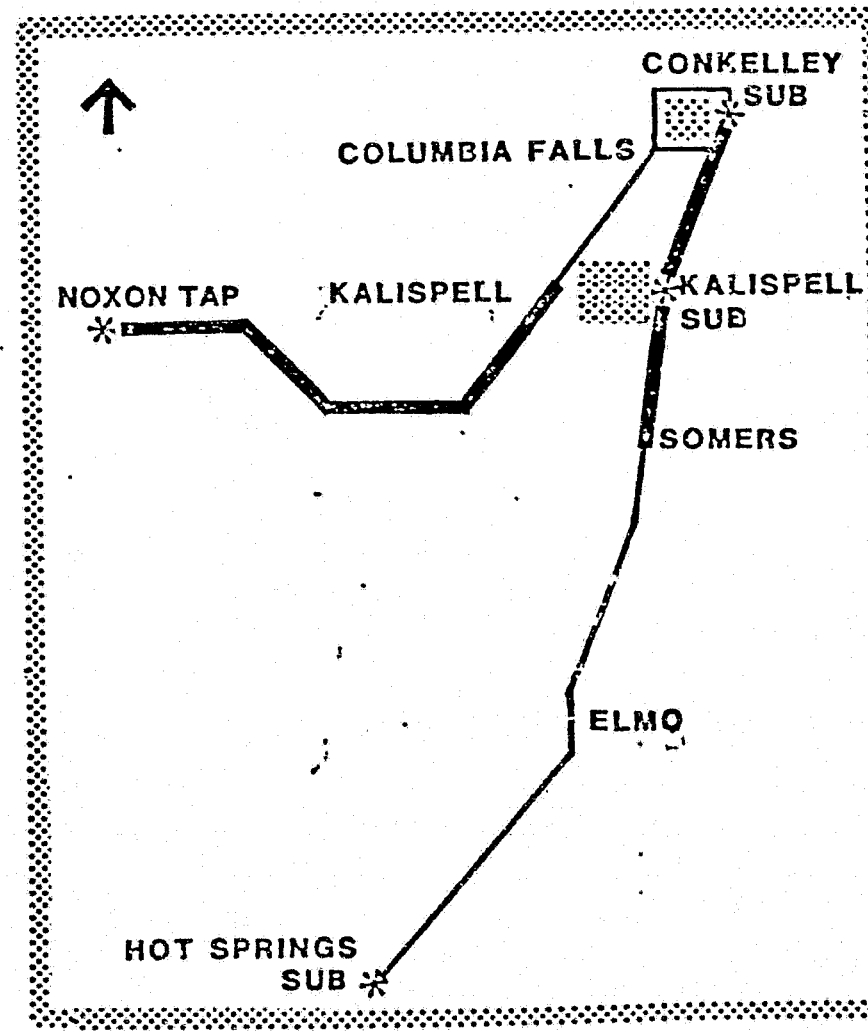 CONKELLEY
SUB
COLUMBIA FALLS
NOXON TAP
KALISPELL
KALISPELL
SUB
SOMERS
ELMO
HOT SPRINGS
SUB